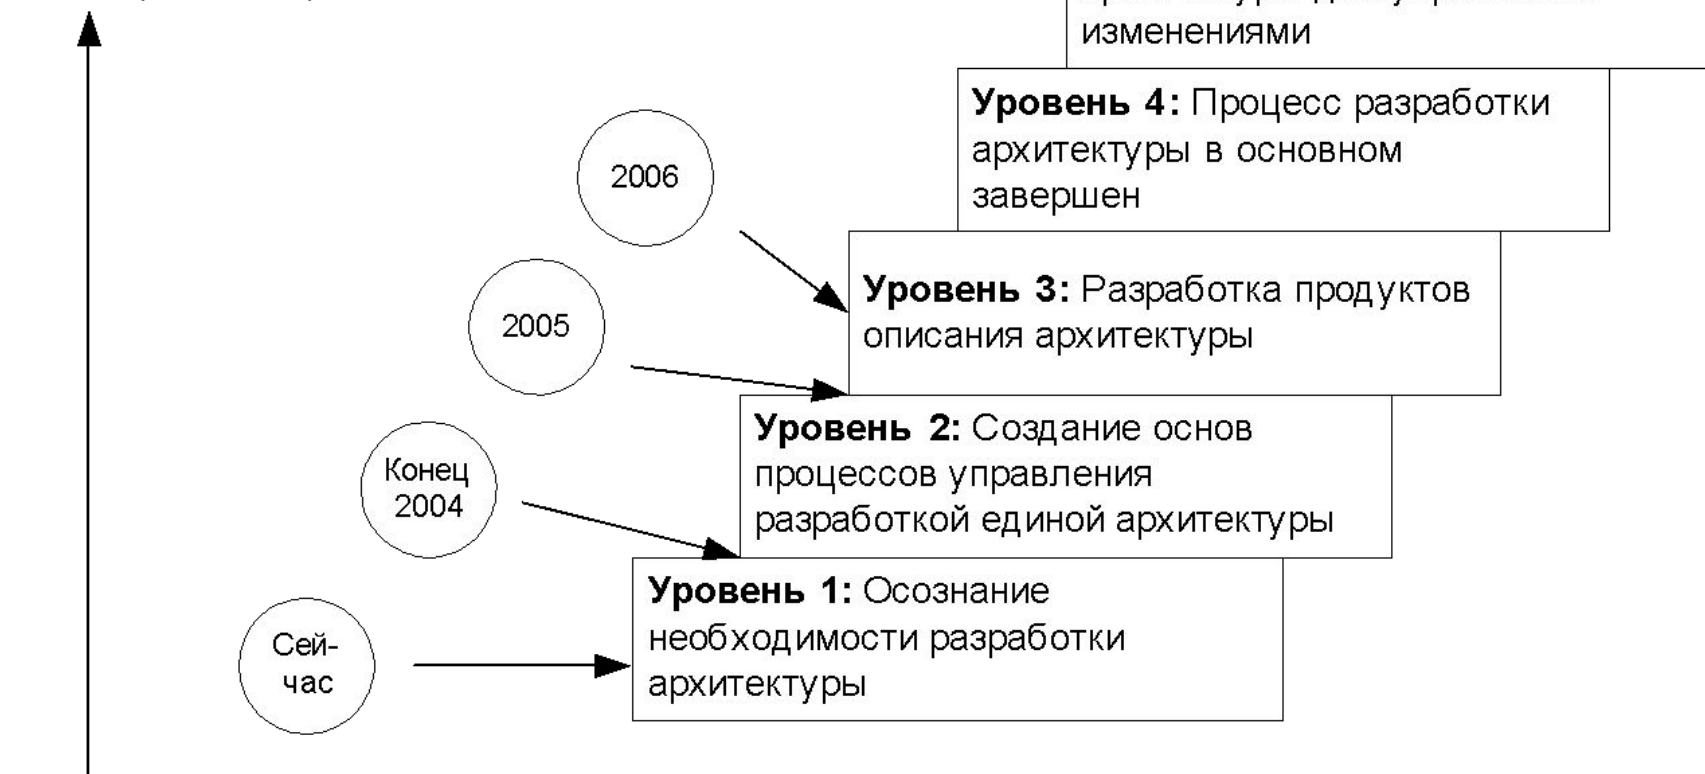 изменениями
Уровень 4: Процесс разработки
архитектуры в основном
завершен
2006
Уровень 3: Разработка продуктов
описания архитектуры
2005
Уровень 2: Создание основ
процессов управления
разработкой единой архитектуры
Конец
2004
Уровень 1: Осознание
необходимости разработки
архитектуры
Сей-
час